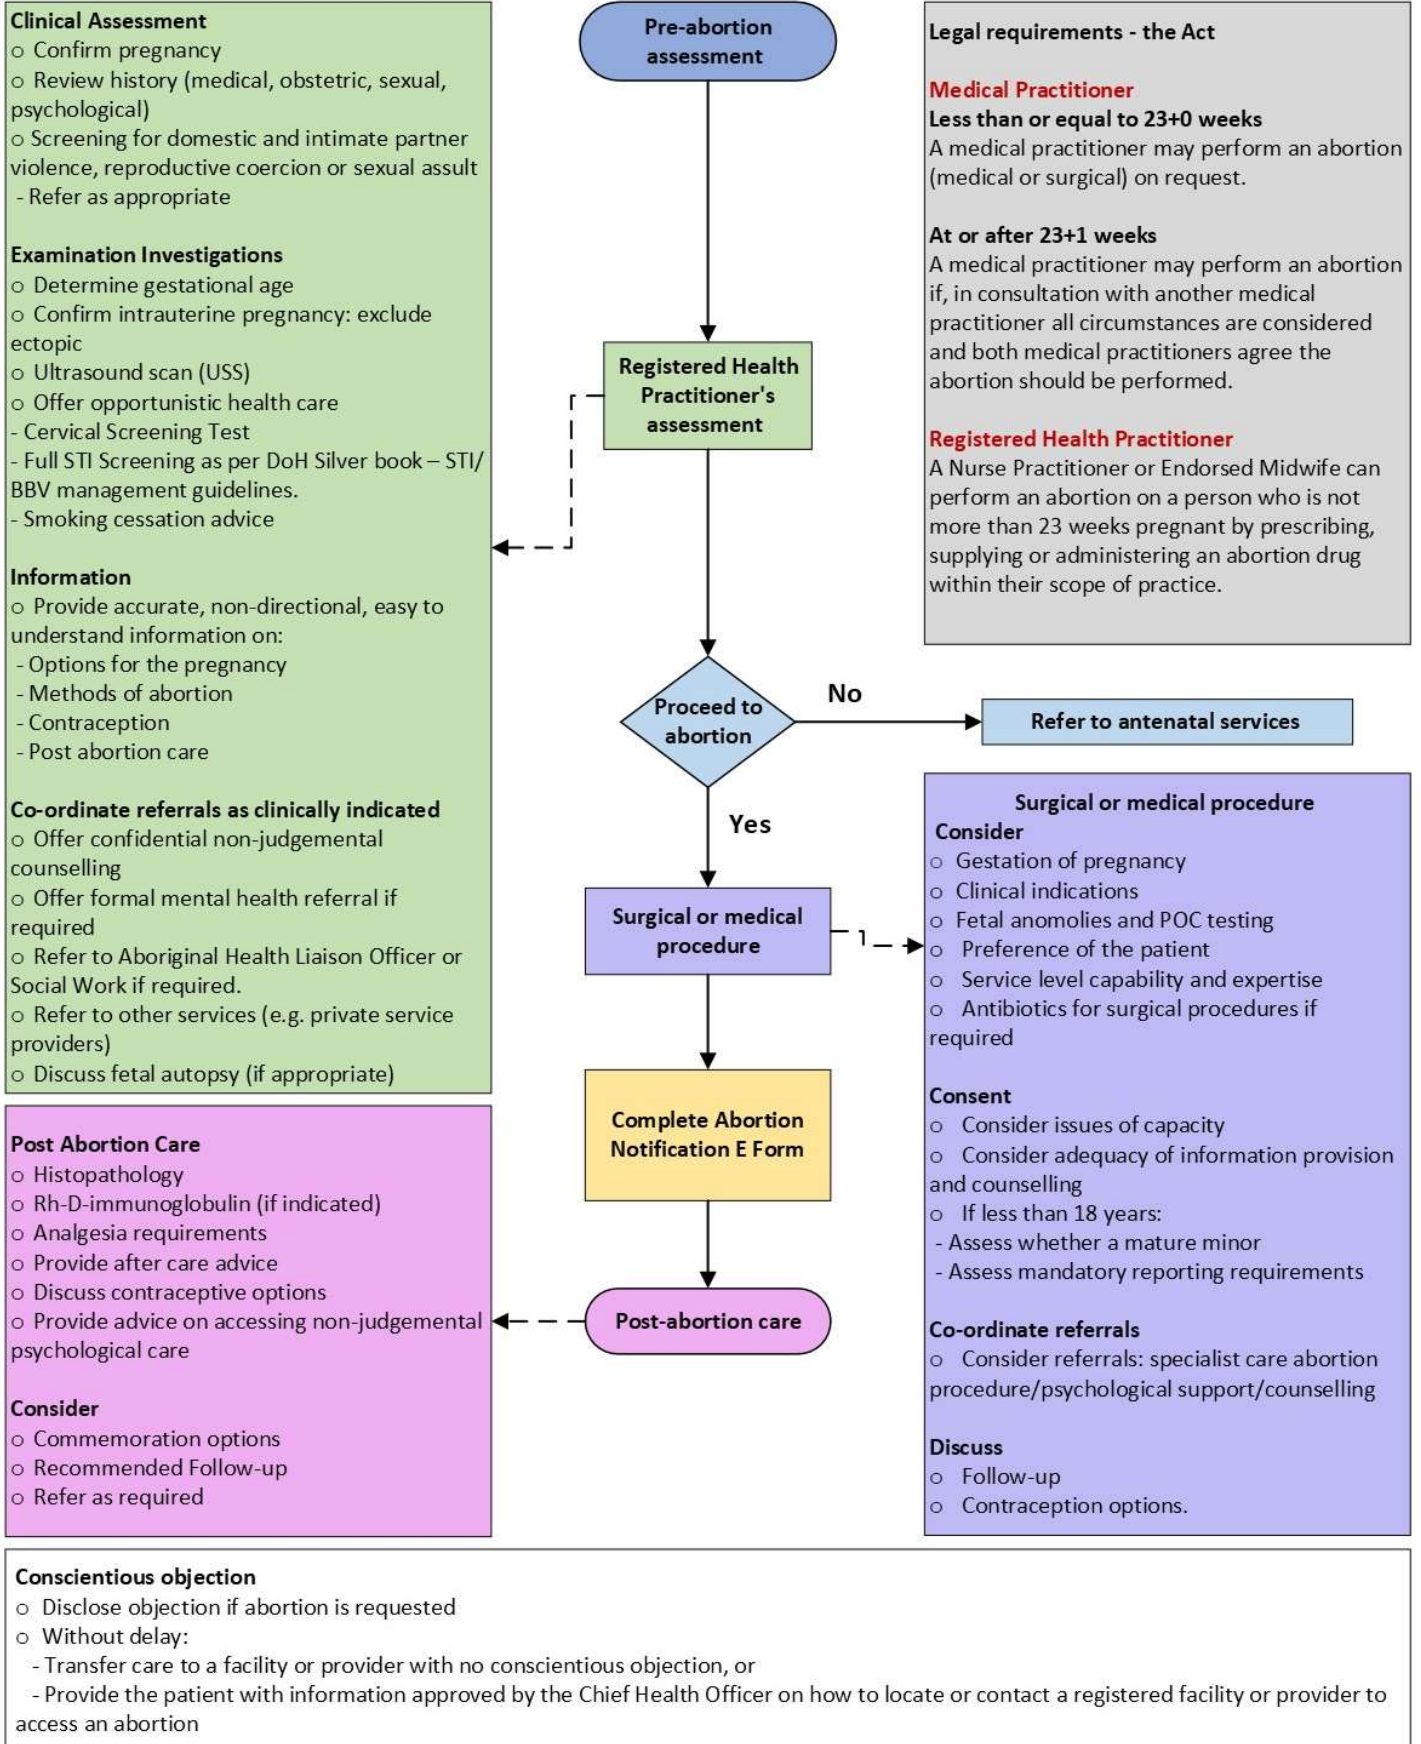 Clinical Assessment
o Confirm pregnancy
o Review history (medical, obstetric, sexual,
psychological)
o Screening for domestic and intimate partner
violence, reproductive coercion or sexual assult
- Refer as appropriate
Examination Investigations
o Determine gestational age
o Confirm intrauterine pregnancy: exclude
ectopic
o Ultrasound scan (USS)
o Offer opportunistic health care
- Cervical Screening Test
- Full STI Screening as per DoH Silver book – STI/
BBV management guidelines.
- Smoking cessation advice
Information
o Provide accurate, non-directional, easy to
understand information on:
- Options for the pregnancy
- Methods of abortion
- Contraception
- Post abortion care
Co-ordinate referrals as clinically indicated
o Offer confidential non-judgemental
counselling
o Offer formal mental health referral if
required
o Refer to Aboriginal Health Liaison Officer or
Social Work if required.
o Refer to other services (e.g. private service
providers)
o Discuss fetal autopsy (if appropriate)
Post Abortion Care
o Histopathology
o Rh-D-immunoglobulin (if indicated)
o Analgesia requirements
o Provide after care advice
o Discuss contraceptive options
o Provide advice on accessing non-judgemental
psychological care
Consider
o Commemoration options
o Recommended Follow-up
o Refer as required
Pre-abortion
assessment
Registered Health
Practitioner's
assessment
Proceed to
abortion
No
Refer to antenatal services
Yes
Surgical or medical
procedure
Complete Abortion
Notification E Form
Post-abortion care
Legal requirements - the Act
Medical Practitioner
Less than or equal to 23+0 weeks
A medical practitioner may perform an abortion
(medical or surgical) on request.
At or after 23+1 weeks
A medical practitioner may perform an abortion
if, in consultation with another medical
practitioner all circumstances are considered
and both medical practitioners agree the
abortion should be performed.
Registered Health Practitioner
A Nurse Practitioner or Endorsed Midwife can
perform an abortion on a person who is not
more than 23 weeks pregnant by prescribing,
supplying or administering an abortion drug
within their scope of practice.
Surgical or medical procedure
Consider
o Gestation of pregnancy
o Clinical indications
o Fetal anomolies and POC testing
o Preference of the patient
o Service level capability and expertise
o Antibiotics for surgical procedures if
required
Consent
o Consider issues of capacity
o Consider adequacy of information provision
and counselling
o If less than 18 years:
- Assess whether a mature minor
- Assess mandatory reporting requirements
Co-ordinate referrals
o Consider referrals: specialist care abortion
procedure/psychological support/counselling
Discuss
o Follow-up
o Contraception options.
Conscientious objection
o Disclose objection if abortion is requested
o Without delay:
- Transfer care to a facility or provider with no conscientious objection, or
- Provide the patient with information approved by the Chief Health Officer on how to locate or contact a registered facility or provider to
access an abortion